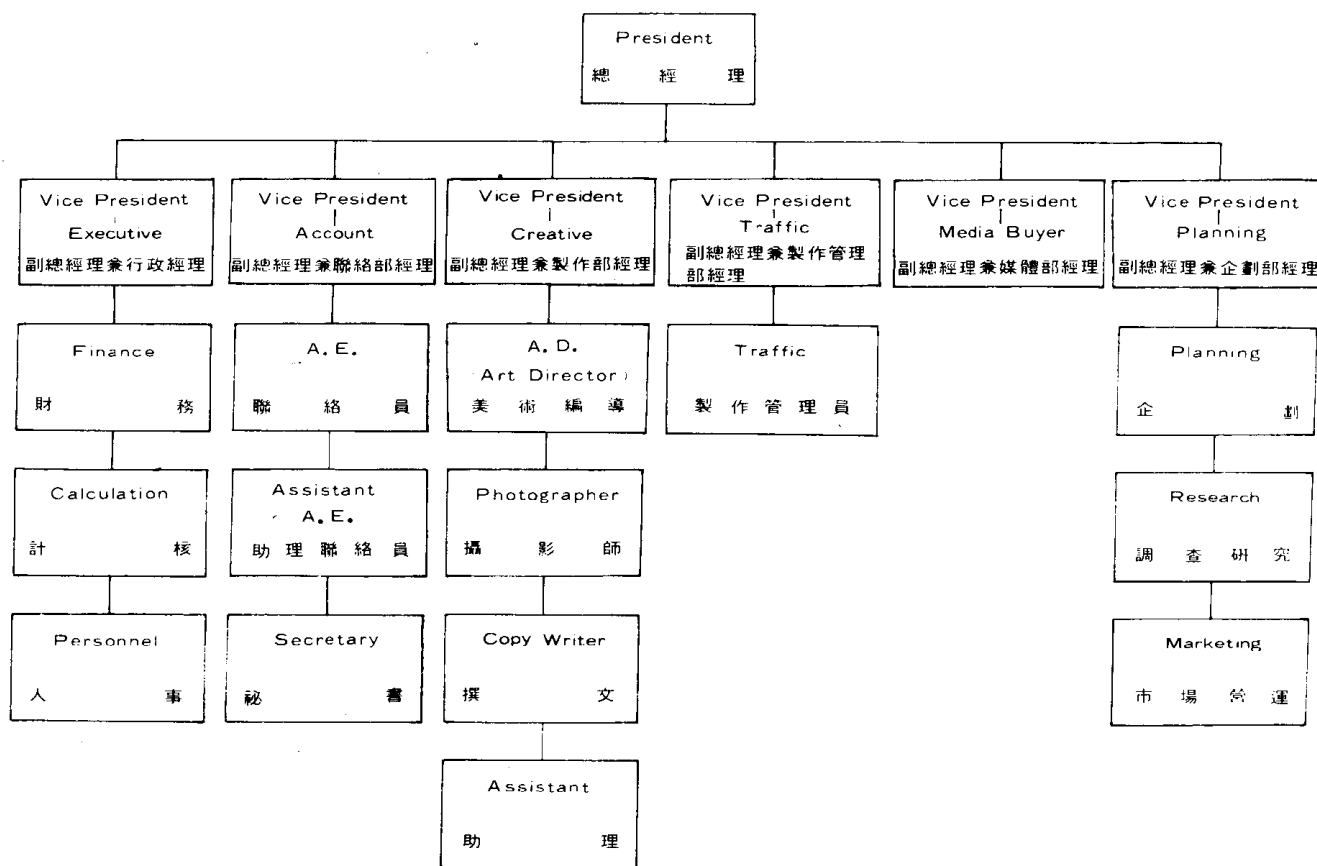 President
總經理
Vice President
Executive
副總經理兼行政經理
Vice President
Account
副總經理兼聯絡部經理
Vice President
Creative
副總經理兼製作部經理
Vice President
Traffic
副總經理兼製作管理
部經理
Vice President
Media Buyer
副總經理兼媒體部經理
Vice President
Planning
副總經理兼企劃部經理
Finance
財務
A.E.
聯絡員
A.D.
(Art Director)
美術編導
Traffic
製作管理員
Planning
企劃
Calculation
計核
Assistant
A.E.
助理聯絡員
Photographer
攝影師
Research
調查研究
Personnel
人事
Secretary
祕書
Copy Writer
撰文
Marketing
市場營運
Assistant
助理